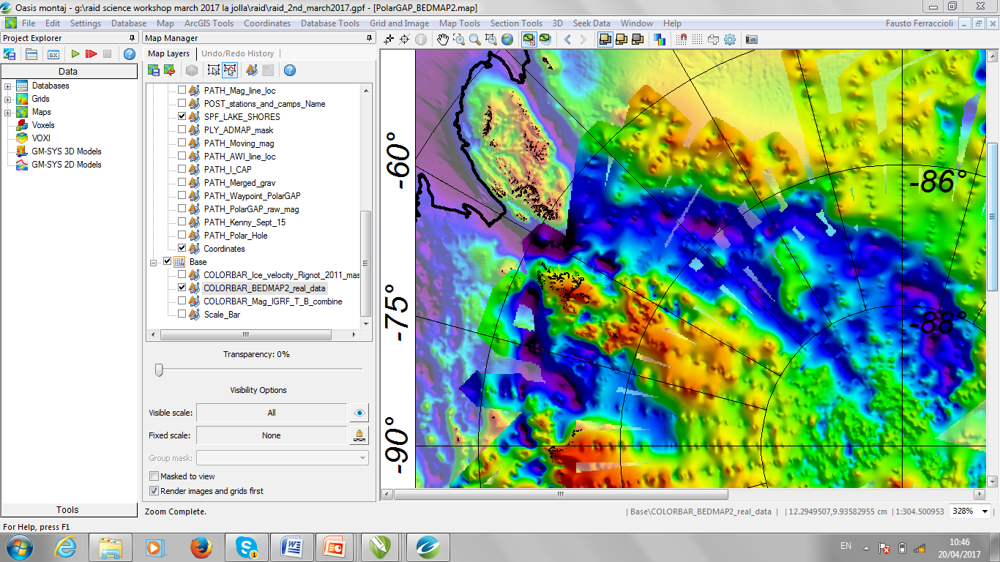 Oasis montaj - g:\raid science workshop march 2017 la jolla\raid\raid_2nd_march2017.gpf - [PolarGAP_BEDMAP2.map]
File Edit Settings Database Map ArcGIS Tools Coordinates Database Tools Grid and Image Map Tools Section Tools 3D Seek Data Window Help Fausto Ferraccioli
Project Explorer
Map Manager
Map Layers Undo/Redo History
Data
Databases
Grids
Maps
Voxels
VOXI
GM-SYS 3D Models
GM-SYS 2D Models
PATH_Mag_line_loc
POST_stations_and_camps_Name
SPF_LAKE_SHORES
PLY_ADMAP_mask
PATH_Moving_mag
PATH_AWI_line_loc
PATH_I_CAP
PATH_Merged_grav
PATH_Waypoint_PolarGAP
PATH_PolarGAP_raw_mag
PATH_Kenny_Sept_15
PATH_Polar_Hole
Coordinates
Base
COLORBAR_Ice_velocity_Rignot_2011_mas
COLORBAR_BEDMAP2_real_data
COLORBAR_Mag_IGRF_T_B_combine
Scale_Bar
Transparency: 0%
Visibility Options
Visible scale: All
Fixed scale: None
Group mask:
Masked to view
Render images and grids first
-60°
-75°
-90°
-86°
-88°
Tools
Zoom Complete.
| Base\COLORBAR_BEDMAP2_real_data | |12.2949507,9.93582955 cm |1:304.500953 328% |
For Help, press F1
1
EN
10:46
20/04/2017